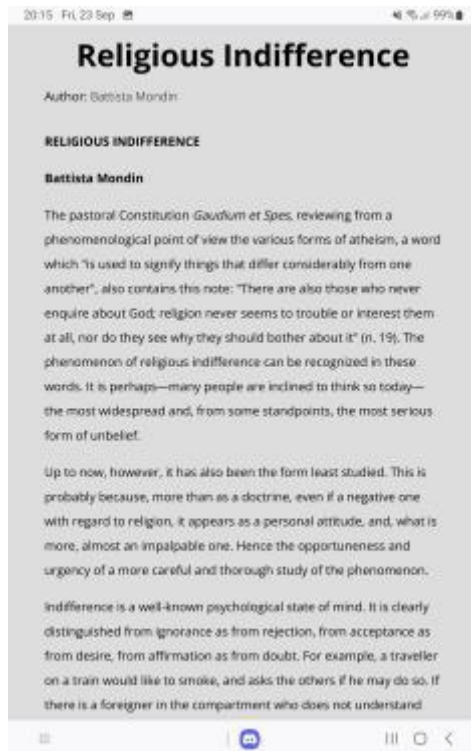 20:15 Fri, 23 Sep
99%
Religious Indifference
Author: Battista Mondin
RELIGIOUS INDIFFERENCE
Battista Mondin
The pastoral Constitution Gaudium et Spes, reviewing from a
phenomenological point of view the various forms of atheism, a word
which "is used to signify things that differ considerably from one
another", also contains this note: "There are also those who never
enquire about God; religion never seems to trouble or interest them
at all, nor do they see why they should bother about it" (n. 19). The
phenomenon of religious indifference can be recognized in these
words. It is perhaps—many people are inclined to think so today—
the most widespread and, from some standpoints, the most serious
form of unbelief.
Up to now, however, it has also been the form least studied. This is
probably because, more than as a doctrine, even if a negative one
with regard to religion, it appears as a personal attitude, and, what is
more, almost an impalpable one. Hence the opportuneness and
urgency of a more careful and thorough study of the phenomenon.
Indifference is a well-known psychological state of mind. It is clearly
distinguished from ignorance as from rejection, from acceptance as
from desire, from affirmation as from doubt. For example, a traveller
on a train would like to smoke, and asks the others if he may do so. If
there is a foreigner in the compartment who does not understand